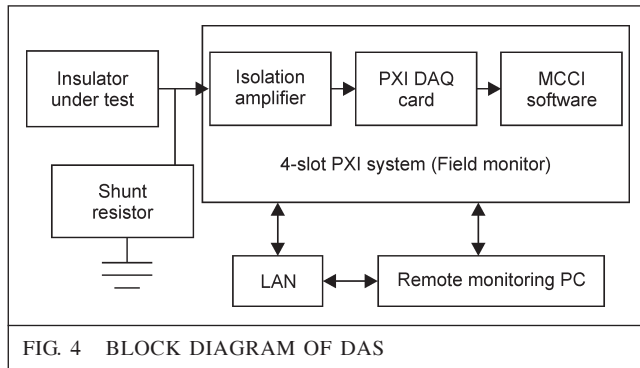 Insulator
under test
Isolation
amplifier
PXI DAQ
card
MCCI
software
4-slot PXI system (Field monitor)
Shunt
resistor
LAN
Remote monitoring PC
FIG. 4 BLOCK DIAGRAM OF DAS